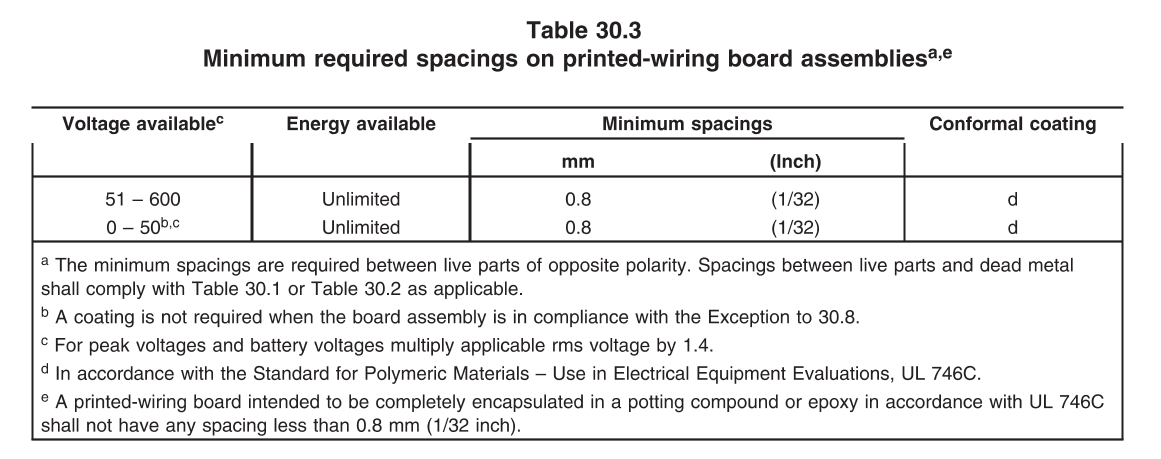 Table 30.3
Minimum required spacings on printed-wiring board assembliesa,e
Voltage availablec Energy available Minimum spacings Conformal coating
mm (Inch)
51 – 600 Unlimited 0.8 (1/32) d
0 – 50b,c Unlimited 0.8 (1/32) d
a The minimum spacings are required between live parts of opposite polarity. Spacings between live parts and dead metal
shall comply with Table 30.1 or Table 30.2 as applicable.
b A coating is not required when the board assembly is in compliance with the Exception to 30.8.
c For peak voltages and battery voltages multiply applicable rms voltage by 1.4.
d In accordance with the Standard for Polymeric Materials – Use in Electrical Equipment Evaluations, UL 746C.
e A printed-wiring board intended to be completely encapsulated in a potting compound or epoxy in accordance with UL 746C
shall not have any spacing less than 0.8 mm (1/32 inch).